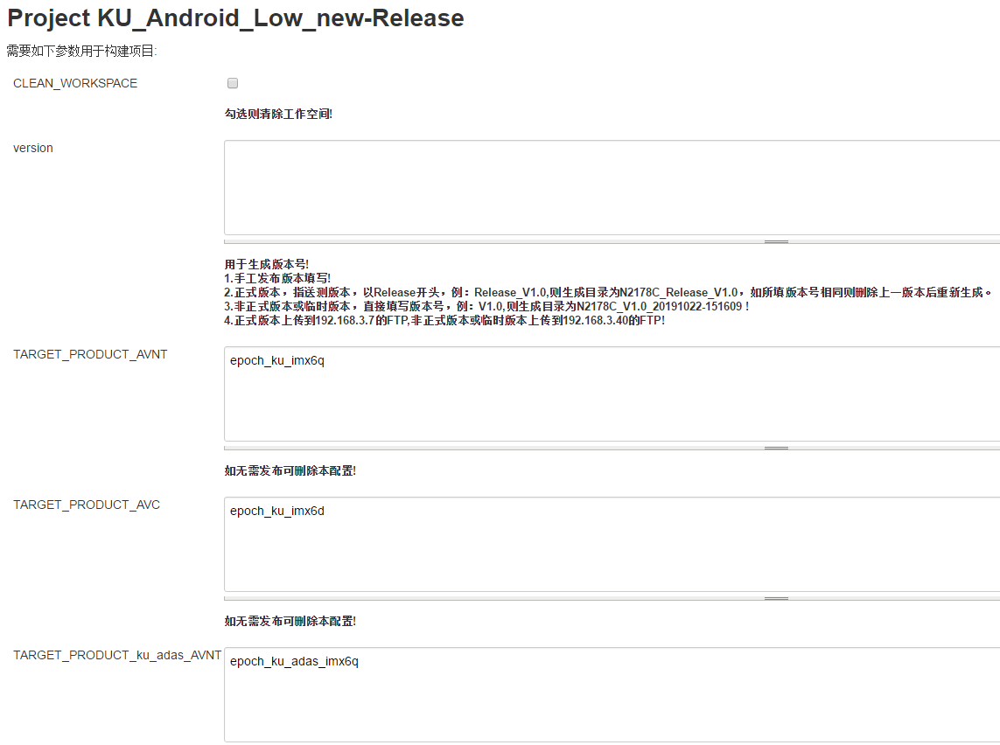 Project KU_Android_Low_new-Release
需要如下参数用于构建项目:
CLEAN_WORKSPACE
勾选则清除工作空间!
version
用于生成版本号!
1.手工发布版本填写!
2.正式版本，指送测版本，以Release开头，例：Release_V1.0,则生成目录为N2178C_Release_V1.0，如所填版本号相同则删除上一版本后重新生成。
3.非正式版本或临时版本，直接填写版本号，例：V1.0,则生成目录为N2178C_V1.0_20191022-151609！
4.正式版本上传到192.168.3.7的FTP,非正式版本或临时版本上传到192.168.3.40的FTP!
TARGET_PRODUCT_AVNT
epoch_ku_imx6q
如无需发布可删除本配置!
TARGET_PRODUCT_AVC
epoch_ku_imx6d
如无需发布可删除本配置!
TARGET_PRODUCT_ku_adas_AVNT
epoch_ku_adas_imx6q